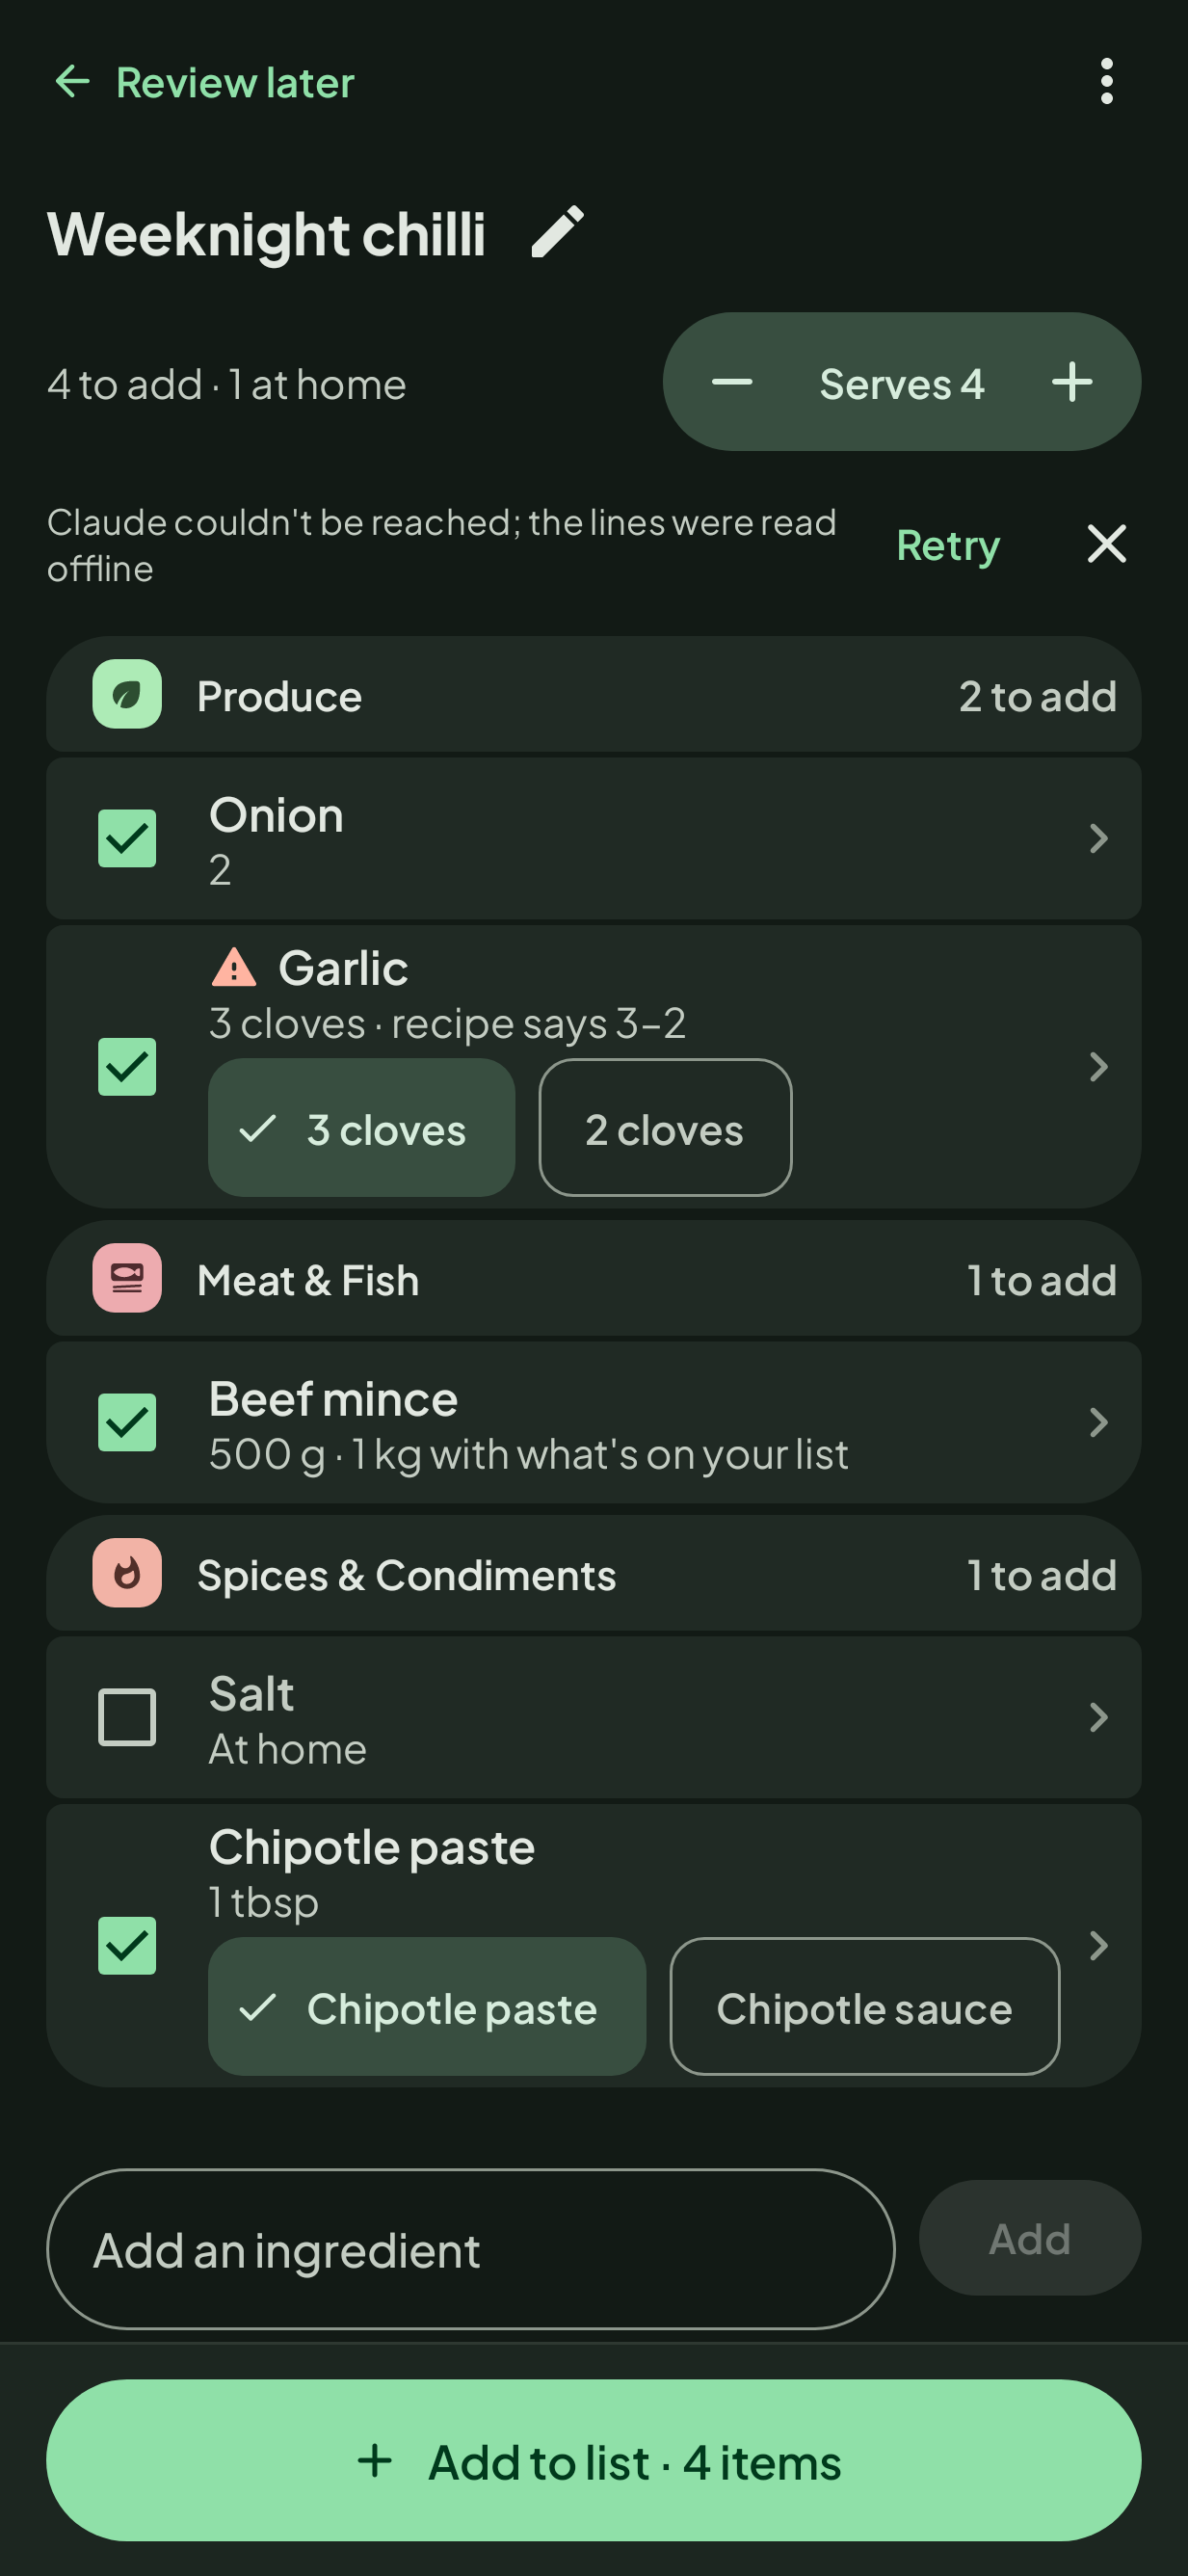 Review later
Weeknight chilli
4 to add · 1 at home
Serves 4
Claude couldn't be reached; the lines were read
offline
Retry
Produce
2 to add
Onion
2
Garlic
3 cloves · recipe says 3–2
3 cloves
2 cloves
Meat & Fish
1 to add
Beef mince
500 g · 1 kg with what's on your list
Spices & Condiments
1 to add
Salt
At home
Chipotle paste
1 tbsp
Chipotle paste
Chipotle sauce
Add an ingredient
Add
Add to list · 4 items